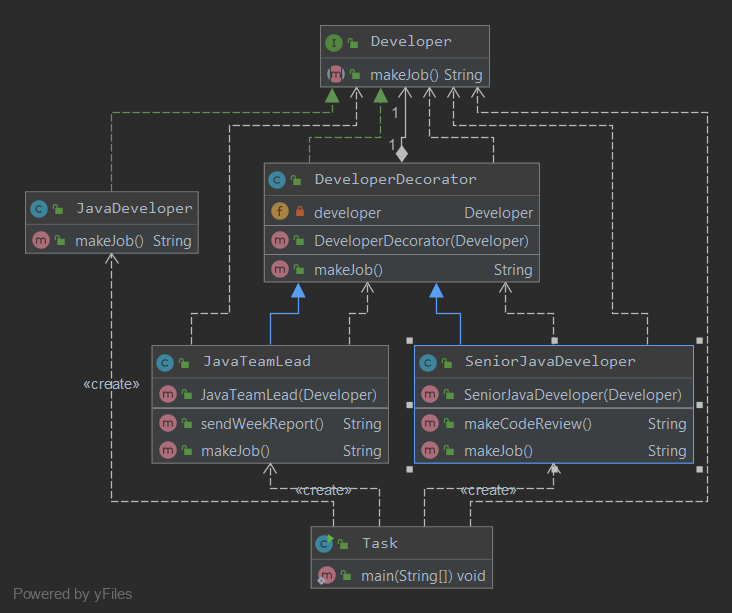 Developer
makeJob() String
1
1
DeveloperDecorator
developer Developer
DeveloperDecorator(Developer)
makeJob() String
JavaDeveloper
makeJob() String
JavaTeamLead
JavaTeamLead(Developer)
sendWeekReport() String
makeJob() String
SeniorJavaDeveloper
SeniorJavaDeveloper(Developer)
makeCodeReview() String
makeJob() String
«create»
«create»
«create»
Task
main(String[]) void
Powered by yFiles